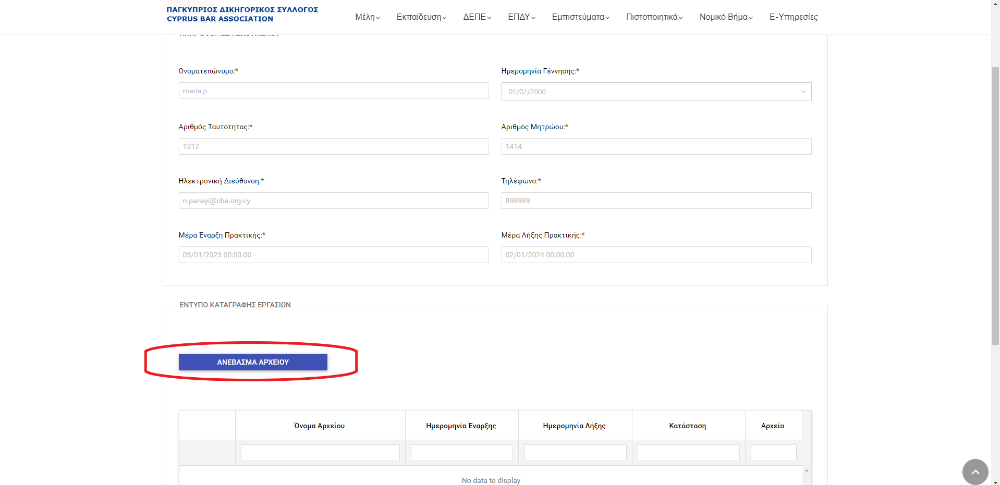 ΠΑΓΚΥΠΡΙΟΣ ΔΙΚΗΓΟΡΙΚΟΣ ΣΥΛΛΟΓΟΣ
CYPRUS BAR ASSOCIATION
Μέλη Εκπαίδευση ΔΕΠΕ ΕΠΔΥ Εμπιστεύματα Πιστοποιητικά Νομικό Βήμα Ε-Υπηρεσίες
Ονοματεπώνυμο:* Ημερομηνία Γέννησης:*
maria p 01/02/2000
Αριθμός Ταυτότητας:* Αριθμός Μητρώου:*
1212 1414
Ηλεκτρονική Διεύθυνση:* Τηλέφωνο:*
n.panayi@cba.org.cy 898989
Μέρα Έναρξη Πρακτικής:* Μέρα Λήξης Πρακτικής:*
03/01/2023 00:00:00 02/01/2024 00:00:00
ΕΝΤΥΠΟ ΚΑΤΑΓΡΑΦΗΣ ΕΡΓΑΣΙΩΝ
ΑΝΕΒΑΣΜΑ ΑΡΧΕΙΟΥ
Όνομα Αρχείου Ημερομηνία Έναρξης Ημερομηνία Λήξης Κατάσταση Αρχείο
No data to display